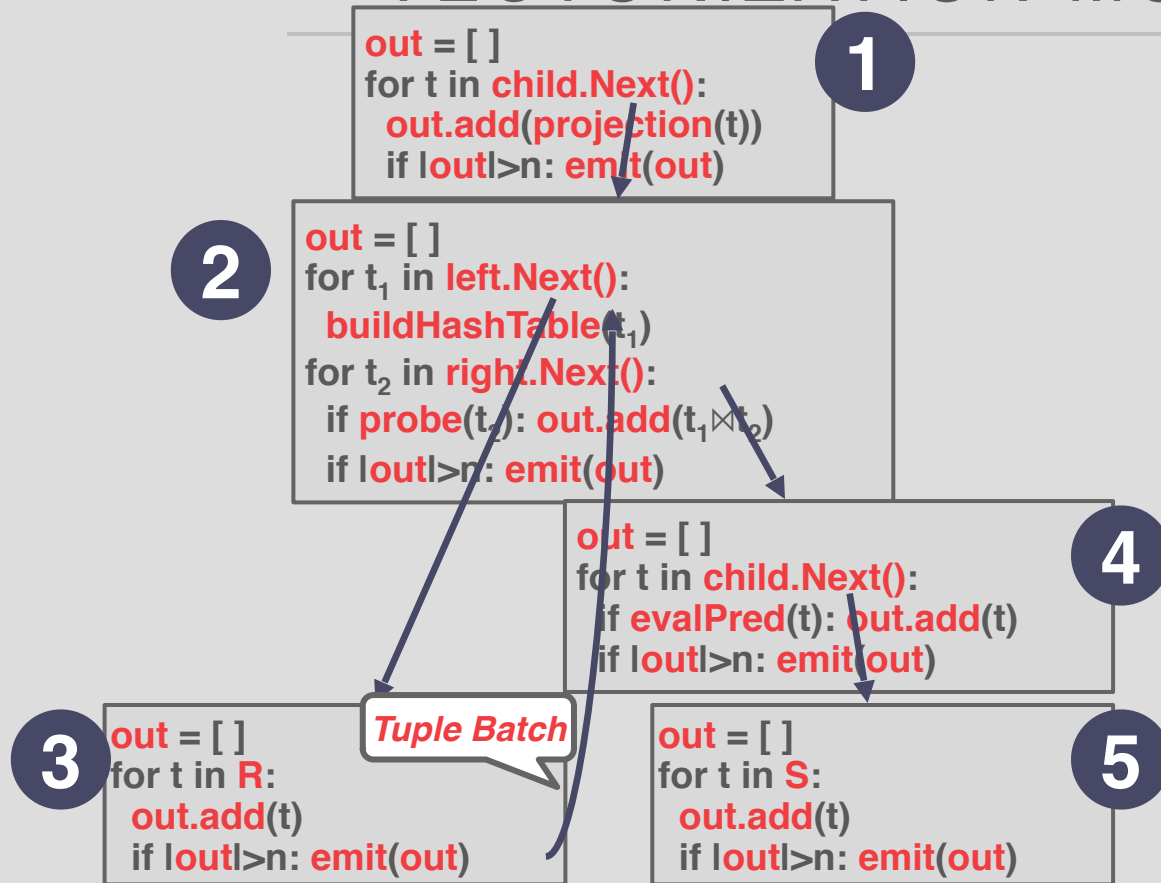 1
out = [ ]
for t in child.Next():
out.add(projection(t))
if |out|>n: emit(out)
2
out = [ ]
for t₁ in left.Next():
buildHashTable(t₁)
for t₂ in right.Next():
if probe(t₂): out.add(t₁⨝t₂)
if |out|>n: emit(out)
4
out = [ ]
for t in child.Next():
if evalPred(t): out.add(t)
if |out|>n: emit(out)
3
Tuple Batch
out = [ ]
for t in R:
out.add(t)
if |out|>n: emit(out)
5
out = [ ]
for t in S:
out.add(t)
if |out|>n: emit(out)